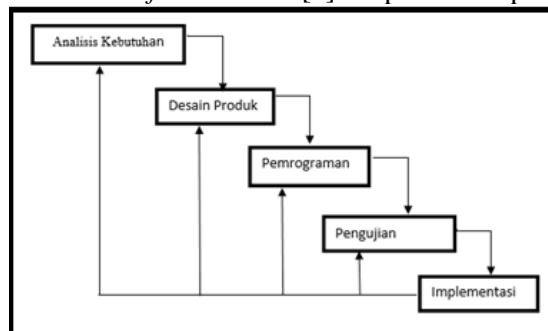 Analisis Kebutuhan
Desain Produk
Pemrograman
Pengujian
Implementasi